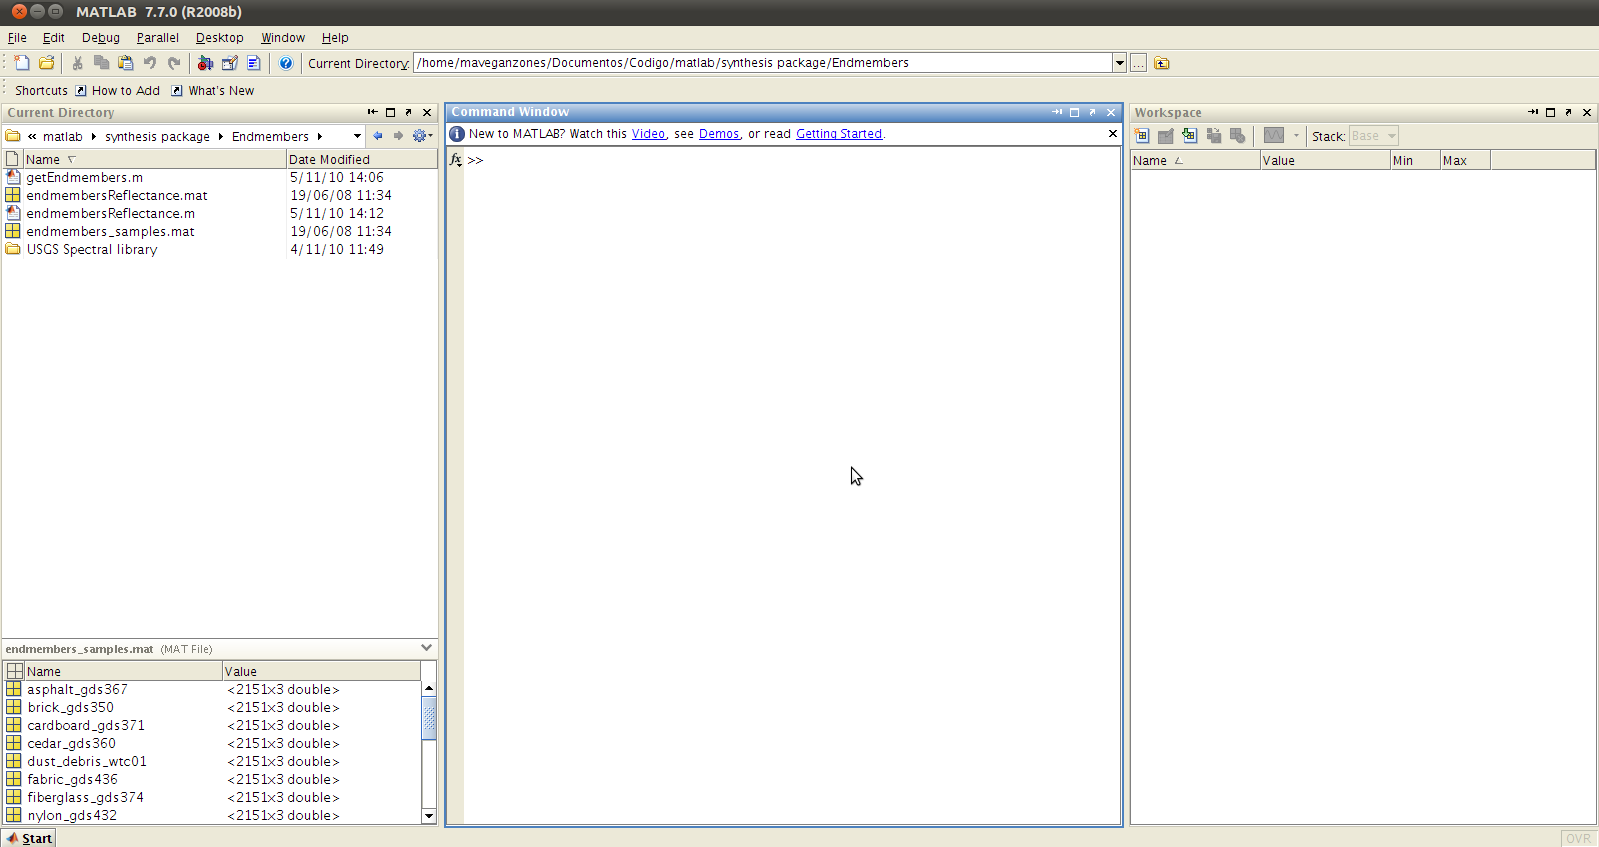 MATLAB 7.7.0 (R2008b)
File Edit Debug Parallel Desktop Window Help
Current Directory: /home/maveganzones/Documentos/Codigo/matlab/synthesis package/Endmembers ...
Shortcuts How to Add What's New
Current Directory
« matlab synthesis package Endmembers
Name Date Modified
getEndmembers.m 5/11/10 14:06
endmembersReflectance.mat 19/06/08 11:34
endmembersReflectance.m 5/11/10 14:12
endmembers_samples.mat 19/06/08 11:34
USGS Spectral library 4/11/10 11:49
endmembers_samples.mat (MAT File)
Name Value
asphalt_gds367 <2151x3 double>
brick_gds350 <2151x3 double>
cardboard_gds371 <2151x3 double>
cedar_gds360 <2151x3 double>
dust_debris_wtc01 <2151x3 double>
fabric_gds436 <2151x3 double>
fiberglass_gds374 <2151x3 double>
nylon_gds432 <2151x3 double>
Command Window
New to MATLAB? Watch this Video, see Demos, or read Getting Started.
fx >>
Workspace
Stack: Base
Name Value Min Max
Start
OVR